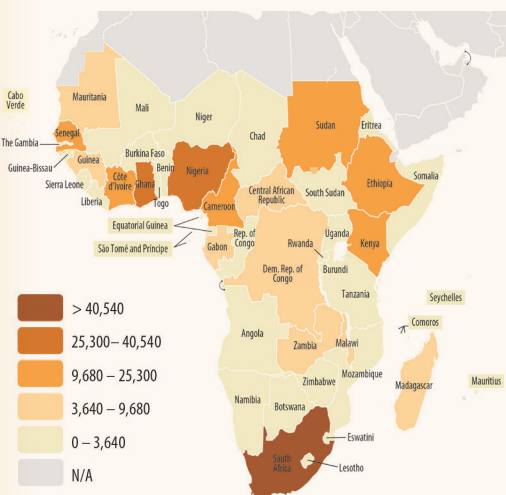 Cabo
Verde
Mauritania
Mali
Niger
Chad
Sudan
Eritrea
Senegal
The Gambia
Guinea-Bissau
Guinea
Sierra Leone
Liberia
Côte
d'Ivoire
Burkina Faso
Ghana
Togo
Benin
Nigeria
Cameroon
Central African
Republic
South Sudan
Ethiopia
Somalia
Equatorial Guinea
São Tomé and Príncipe
Gabon
Rep. of
Congo
Dem. Rep. of
Congo
Uganda
Kenya
Rwanda
Burundi
Tanzania
Seychelles
Comoros
Angola
Zambia
Malawi
Mozambique
Madagascar
Mauritius
Zimbabwe
Namibia
Botswana
Eswatini
South
Africa
Lesotho
> 40,540
25,300–40,540
9,680 – 25,300
3,640 – 9,680
0 – 3,640
N/A